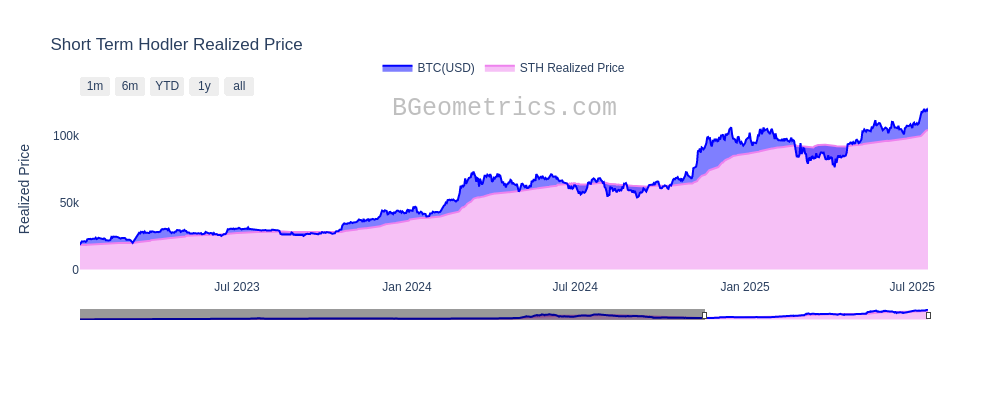 Short Term Hodler Realized Price
BTC(USD) STH Realized Price
1m 6m YTD 1y all
BGeometrics.com
Realized Price
100k
50k
0
Jul 2023 Jan 2024 Jul 2024 Jan 2025 Jul 2025